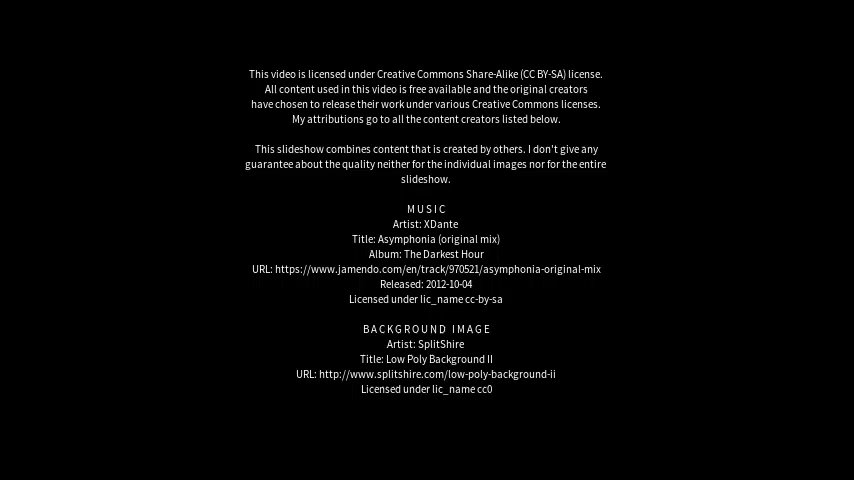 This video is licensed under Creative Commons Share-Alike (CC BY-SA) license.
All content used in this video is free available and the original creators
have chosen to release their work under various Creative Commons licenses.
My attributions go to all the content creators listed below.
This slideshow combines content that is created by others. I don't give any
guarantee about the quality neither for the individual images nor for the entire
slideshow.
MUSIC
Artist: XDante
Title: Asymphonia (original mix)
Album: The Darkest Hour
URL: https://www.jamendo.com/en/track/970521/asymphonia-original-mix
Released: 2012-10-04
Licensed under lic_name cc-by-sa
BACKGROUND IMAGE
Artist: SplitShire
Title: Low Poly Background II
URL: http://www.splitshire.com/low-poly-background-ii
Licensed under lic_name cc0